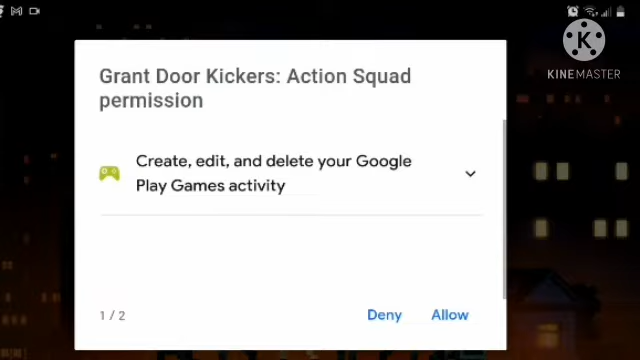 K
KINEMASTER
Grant Door Kickers: Action Squad
permission
Create, edit, and delete your Google
Play Games activity
1 / 2
Deny
Allow